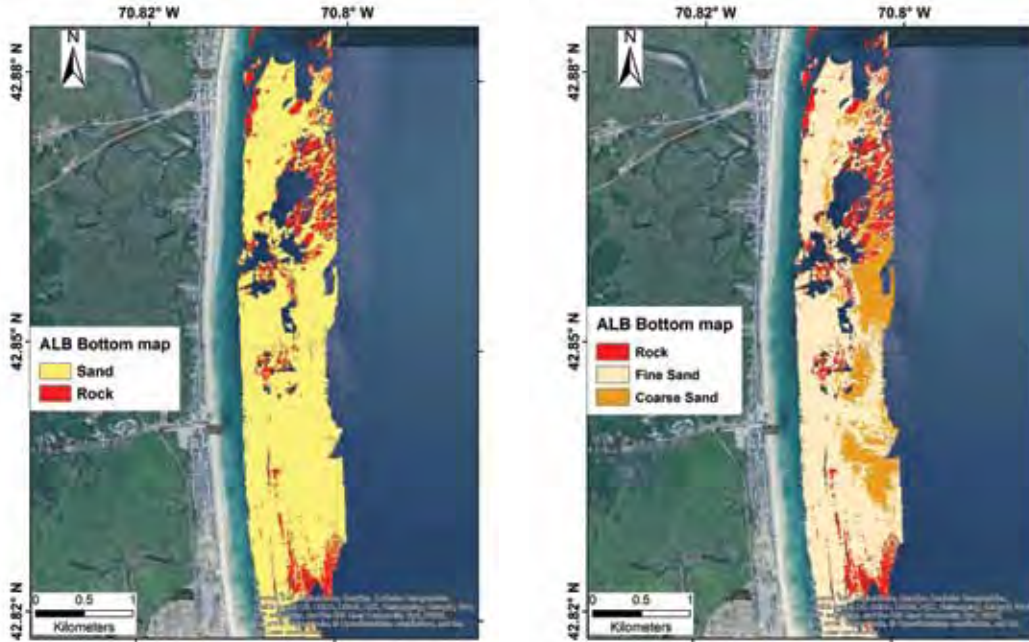 70.82° W
70.8° W
N
42.88° N
42.85° N
42.82° N
ALB Bottom map
Sand
Rock
0 0.5 1
Kilometers
70.82° W
70.8° W
N
42.88° N
42.85° N
42.82° N
ALB Bottom map
Rock
Fine Sand
Coarse Sand
0 0.5 1
Kilometers